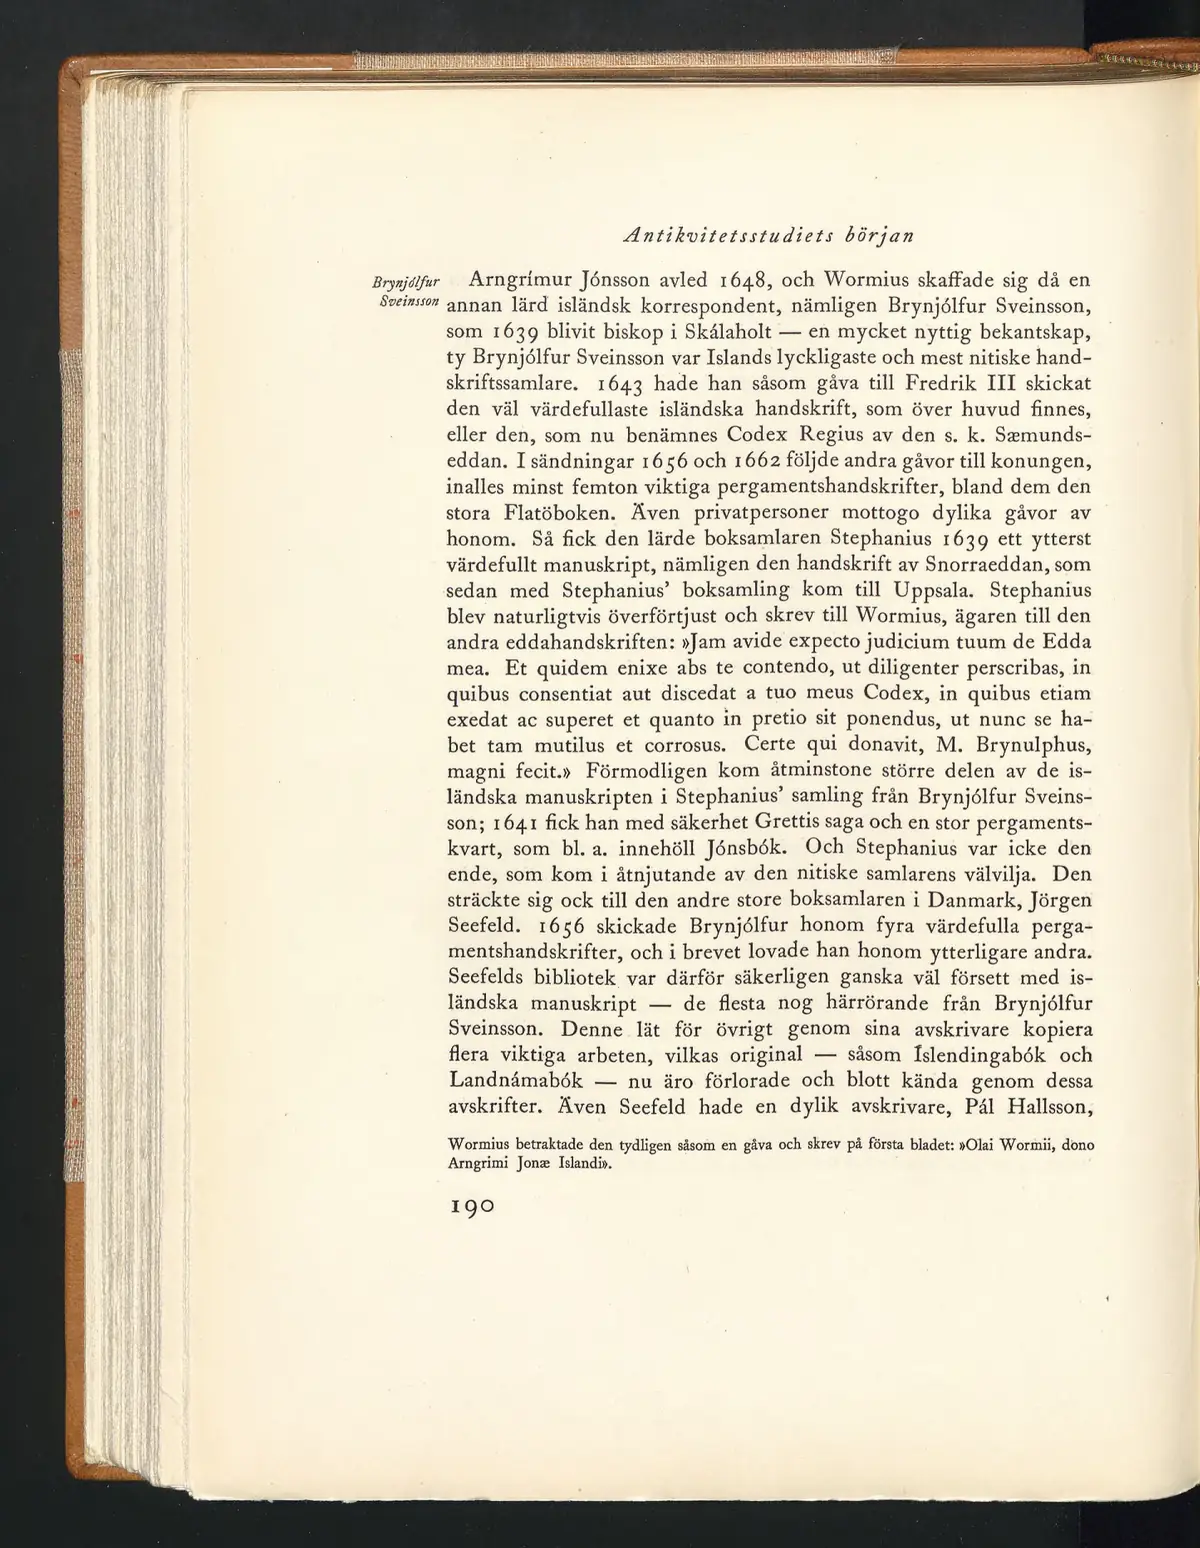 Antikvitetsstudiets början
Brynjólfur
Sveinsson
Arngrímur Jónsson avled 1648, och Wormius skaffade sig då en
annan lärd isländsk korrespondent, nämligen Brynjólfur Sveinsson,
som 1639 blivit biskop i Skálaholt — en mycket nyttig bekantskap,
ty Brynjólfur Sveinsson var Islands lyckligaste och mest nitiske hand-
skriftssamlare. 1643 hade han såsom gåva till Fredrik III skickat
den väl värdefullaste isländska handskrift, som över huvud finnes,
eller den, som nu benämnes Codex Regius av den s. k. Sæmunds-
eddan. I sändningar 1656 och 1662 följde andra gåvor till konungen,
inalles minst femton viktiga pergamentshandskrifter, bland dem den
stora Flatöboken. Även privatpersoner mottogo dylika gåvor av
honom. Så fick den lärde boksamlaren Stephanius 1639 ett ytterst
värdefullt manuskript, nämligen den handskrift av Snorraeddan, som
sedan med Stephanius’ boksamling kom till Uppsala. Stephanius
blev naturligtvis överförtjust och skrev till Wormius, ägaren till den
andra eddahandskriften: »Jam avide expecto judicium tuum de Edda
mea. Et quidem enixe abs te contendo, ut diligenter perscribas, in
quibus consentiat aut discedat a tuo meus Codex, in quibus etiam
exedat ac superet et quanto in pretio sit ponendus, ut nunc se ha-
bet tam mutilus et corrosus. Certe qui donavit, M. Brynulphus,
magni fecit.» Förmodligen kom åtminstone större delen av de is-
ländska manuskripten i Stephanius’ samling från Brynjólfur Sveins-
son; 1641 fick han med säkerhet Grettis saga och en stor pergaments-
kvart, som bl. a. innehöll Jónsbók. Och Stephanius var icke den
ende, som kom i åtnjutande av den nitiske samlarens välvilja. Den
sträckte sig ock till den andre store boksamlaren i Danmark, Jörgen
Seefeld. 1656 skickade Brynjólfur honom fyra värdefulla perga-
mentshandskrifter, och i brevet lovade han honom ytterligare andra.
Seefelds bibliotek var därför säkerligen ganska väl försett med is-
ländska manuskript — de flesta nog härrörande från Brynjólfur
Sveinsson. Denne lät för övrigt genom sina avskrivare kopiera
flera viktiga arbeten, vilkas original — såsom Íslendingabók och
Landnámabók — nu äro förlorade och blott kända genom dessa
avskrifter. Även Seefeld hade en dylik avskrivare, Pál Hallsson,
Wormius betraktade den tydligen såsom en gåva och skrev på första bladet: »Olai Wormii, dono
Arngrimi Jonæ Islandi».
190